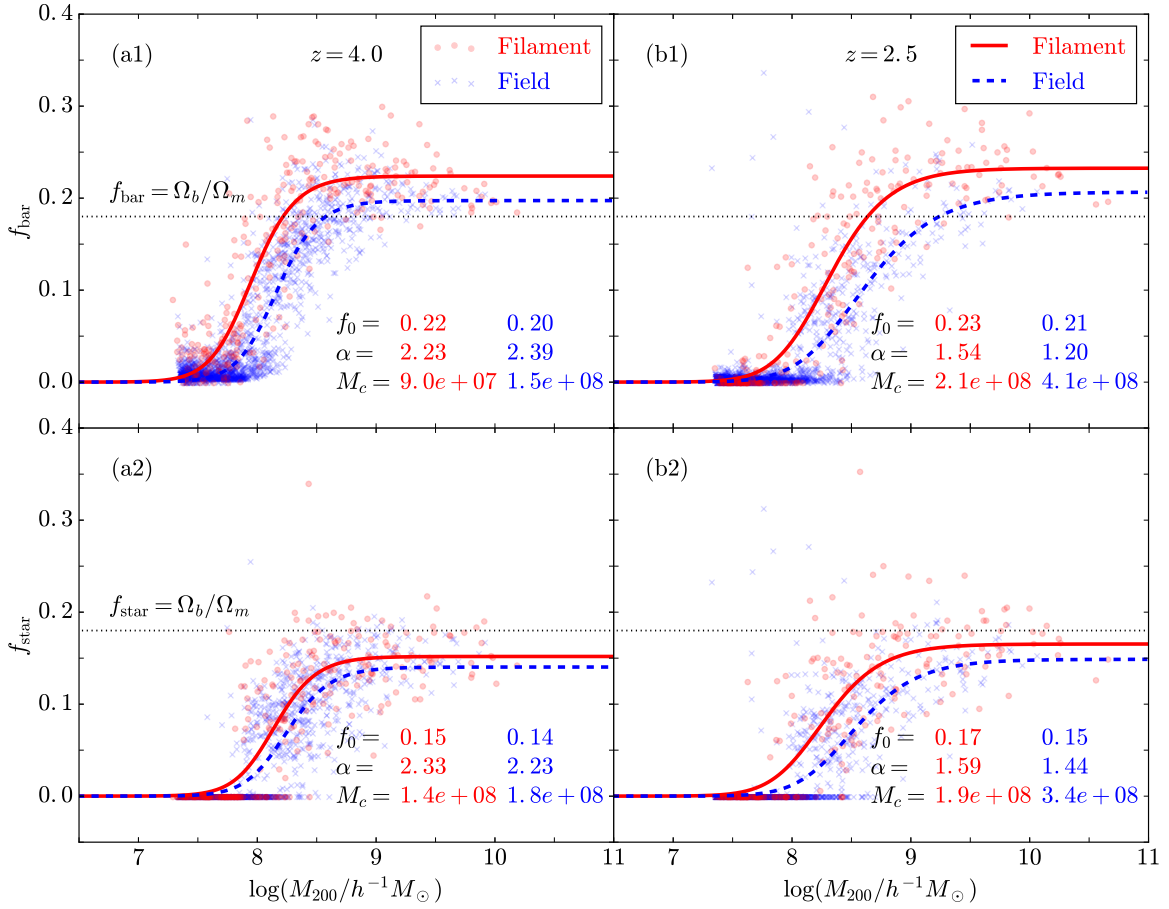 0.4
(a1)
z = 4.0
Filament
Field
(b1)
z = 2.5
Filament
Field
0.3
f_bar = Ω_b/Ω_m
0.2
f_bar
0.1
f_0 = 0.22 0.20
α = 2.23 2.39
M_c = 9.0e+07 1.5e+08
f_0 = 0.23 0.21
α = 1.54 1.20
M_c = 2.1e+08 4.1e+08
0.0
0.4
(a2)
(b2)
0.3
f_star = Ω_b/Ω_m
0.2
f_star
0.1
f_0 = 0.15 0.14
α = 2.33 2.23
M_c = 1.4e+08 1.8e+08
f_0 = 0.17 0.15
α = 1.59 1.44
M_c = 1.9e+08 3.4e+08
0.0
7 8 9 10 11 7 8 9 10 11
log(M_200/h^−1 M_⊙)
log(M_200/h^−1 M_⊙)